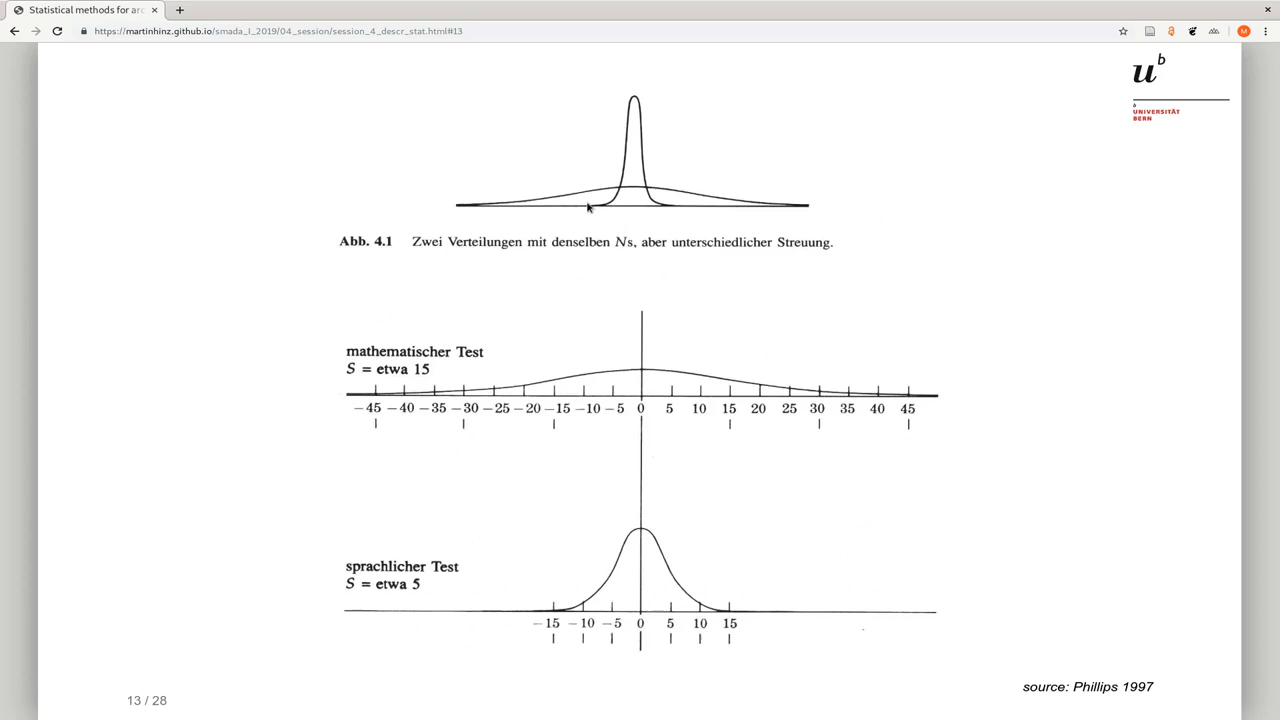 Statistical methods for arc
https://martinhinz.github.io/smada_I_2019/04_session/session_4_descr_stat.html#13
M
u b
b
UNIVERSITÄT
BERN
Abb. 4.1 Zwei Verteilungen mit denselben Ns, aber unterschiedlicher Streuung.
mathematischer Test
S = etwa 15
−45 −40 −35 −30 −25 −20 −15 −10 −5 0 5 10 15 20 25 30 35 40 45
sprachlicher Test
S = etwa 5
−15 −10 −5 0 5 10 15
source: Phillips 1997
13 / 28